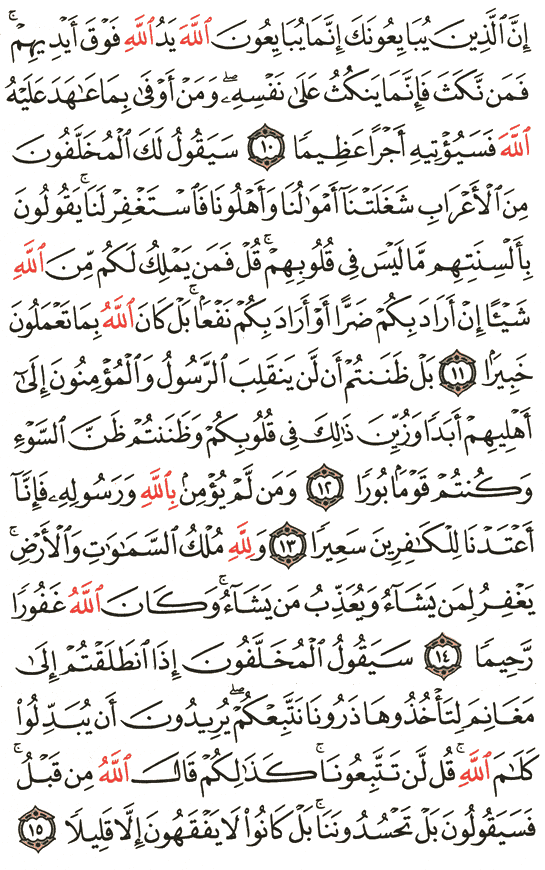 إِنَّ ٱلَّذِينَ يُبَايِعُونَكَ إِنَّمَا يُبَايِعُونَ ٱللَّهَ يَدُ ٱللَّهِ فَوْقَ أَيْدِيهِمْۚ
فَمَن نَّكَثَ فَإِنَّمَا يَنكُثُ عَلَىٰ نَفْسِهِۦۖ وَمَنْ أَوْفَىٰ بِمَا عَٰهَدَ عَلَيْهُ
ٱللَّهَ فَسَيُؤْتِيهِ أَجْرًا عَظِيمًا ١٠ سَيَقُولُ لَكَ ٱلْمُخَلَّفُونَ
مِنَ ٱلْأَعْرَابِ شَغَلَتْنَآ أَمْوَٰلُنَا وَأَهْلُونَا فَٱسْتَغْفِرْ لَنَاۚ يَقُولُونَ
بِأَلْسِنَتِهِم مَّا لَيْسَ فِى قُلُوبِهِمْۚ قُلْ فَمَن يَمْلِكُ لَكُم مِّنَ ٱللَّهِ
شَيْـًٔا إِنْ أَرَادَ بِكُمْ ضَرًّا أَوْ أَرَادَ بِكُمْ نَفْعًۢاۚ بَلْ كَانَ ٱللَّهُ بِمَا تَعْمَلُونَ
خَبِيرًۢا ١١ بَلْ ظَنَنتُمْ أَن لَّن يَنقَلِبَ ٱلرَّسُولُ وَٱلْمُؤْمِنُونَ إِلَىٰٓ
أَهْلِيهِمْ أَبَدًا وَزُيِّنَ ذَٰلِكَ فِى قُلُوبِكُمْ وَظَنَنتُمْ ظَنَّ ٱلسَّوْءِ
وَكُنتُمْ قَوْمًۢا بُورًا ١٢ وَمَن لَّمْ يُؤْمِنۢ بِٱللَّهِ وَرَسُولِهِۦ فَإِنَّآ
أَعْتَدْنَا لِلْكَٰفِرِينَ سَعِيرًا ١٣ وَلِلَّهِ مُلْكُ ٱلسَّمَٰوَٰتِ وَٱلْأَرْضِۚ
يَغْفِرُ لِمَن يَشَآءُ وَيُعَذِّبُ مَن يَشَآءُۚ وَكَانَ ٱللَّهُ غَفُورًا
رَّحِيمًا ١٤ سَيَقُولُ ٱلْمُخَلَّفُونَ إِذَا ٱنطَلَقْتُمْ إِلَىٰ
مَغَانِمَ لِتَأْخُذُوهَا ذَرُونَا نَتَّبِعْكُمْۖ يُرِيدُونَ أَن يُبَدِّلُوا۟
كَلَٰمَ ٱللَّهِۚ قُل لَّن تَتَّبِعُونَاۚ كَذَٰلِكُمْ قَالَ ٱللَّهُ مِن قَبْلُۖ
فَسَيَقُولُونَ بَلْ تَحْسُدُونَنَاۚ بَلْ كَانُوا۟ لَا يَفْقَهُونَ إِلَّا قَلِيلًا ١٥